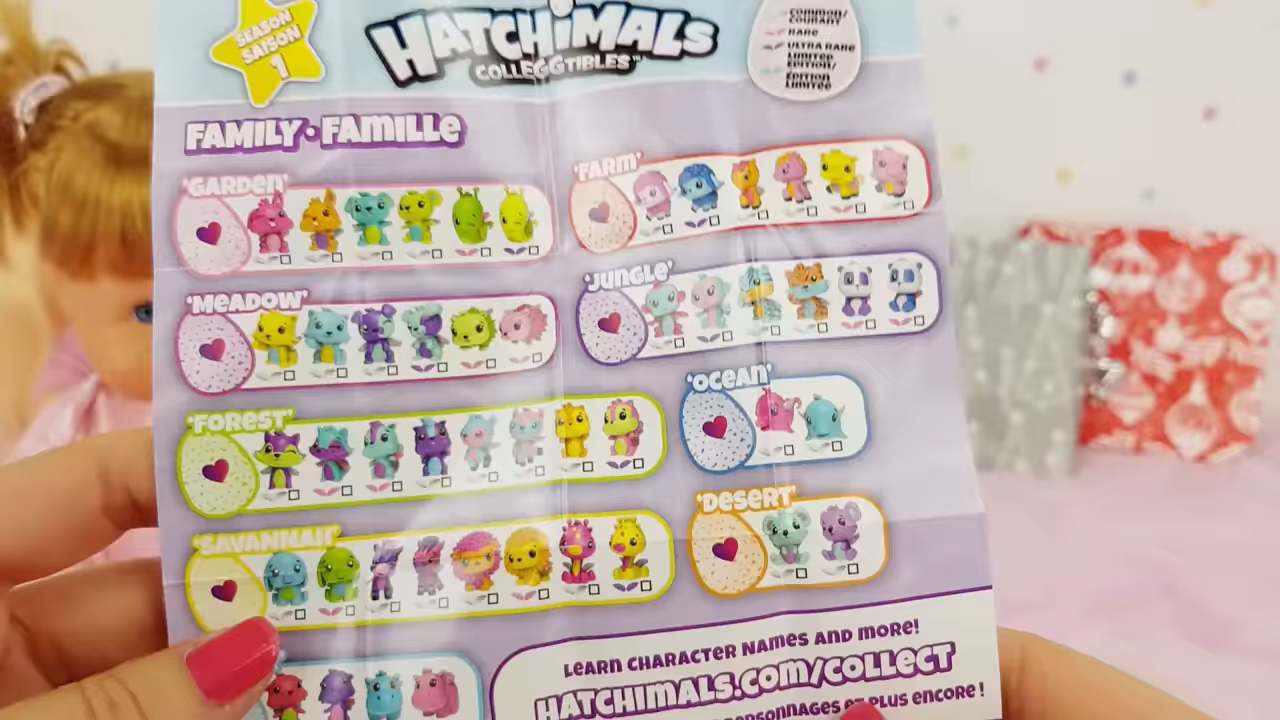 SEASON
SAISON
1
HATCHiMALS
COLLEGGTIBLES™
COMMON/
COURANT
RARE
ULTRA RARE
LIMITED
EDITION/
ÉDITION
LIMITÉE
FAMILY • FAMILLE
'GARDEN'
'FARM'
'MEADOW'
'JUNGLE'
'FOREST'
'OCEAN'
'SAVANNAH'
'DESERT'
LEARN CHARACTER NAMES AND MORE!
HATCHIMALS.COM/COLLECT
PERSONNAGES ET PLUS ENCORE!